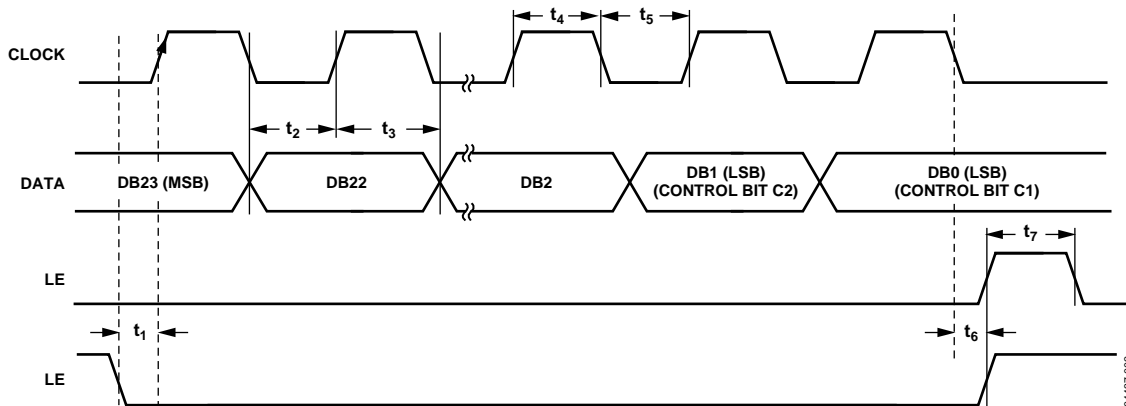 t4
t5
CLOCK
t2
t3
DATA
DB23 (MSB)
DB22
DB2
DB1 (LSB)
(CONTROL BIT C2)
DB0 (LSB)
(CONTROL BIT C1)
t7
LE
t1
t6
LE